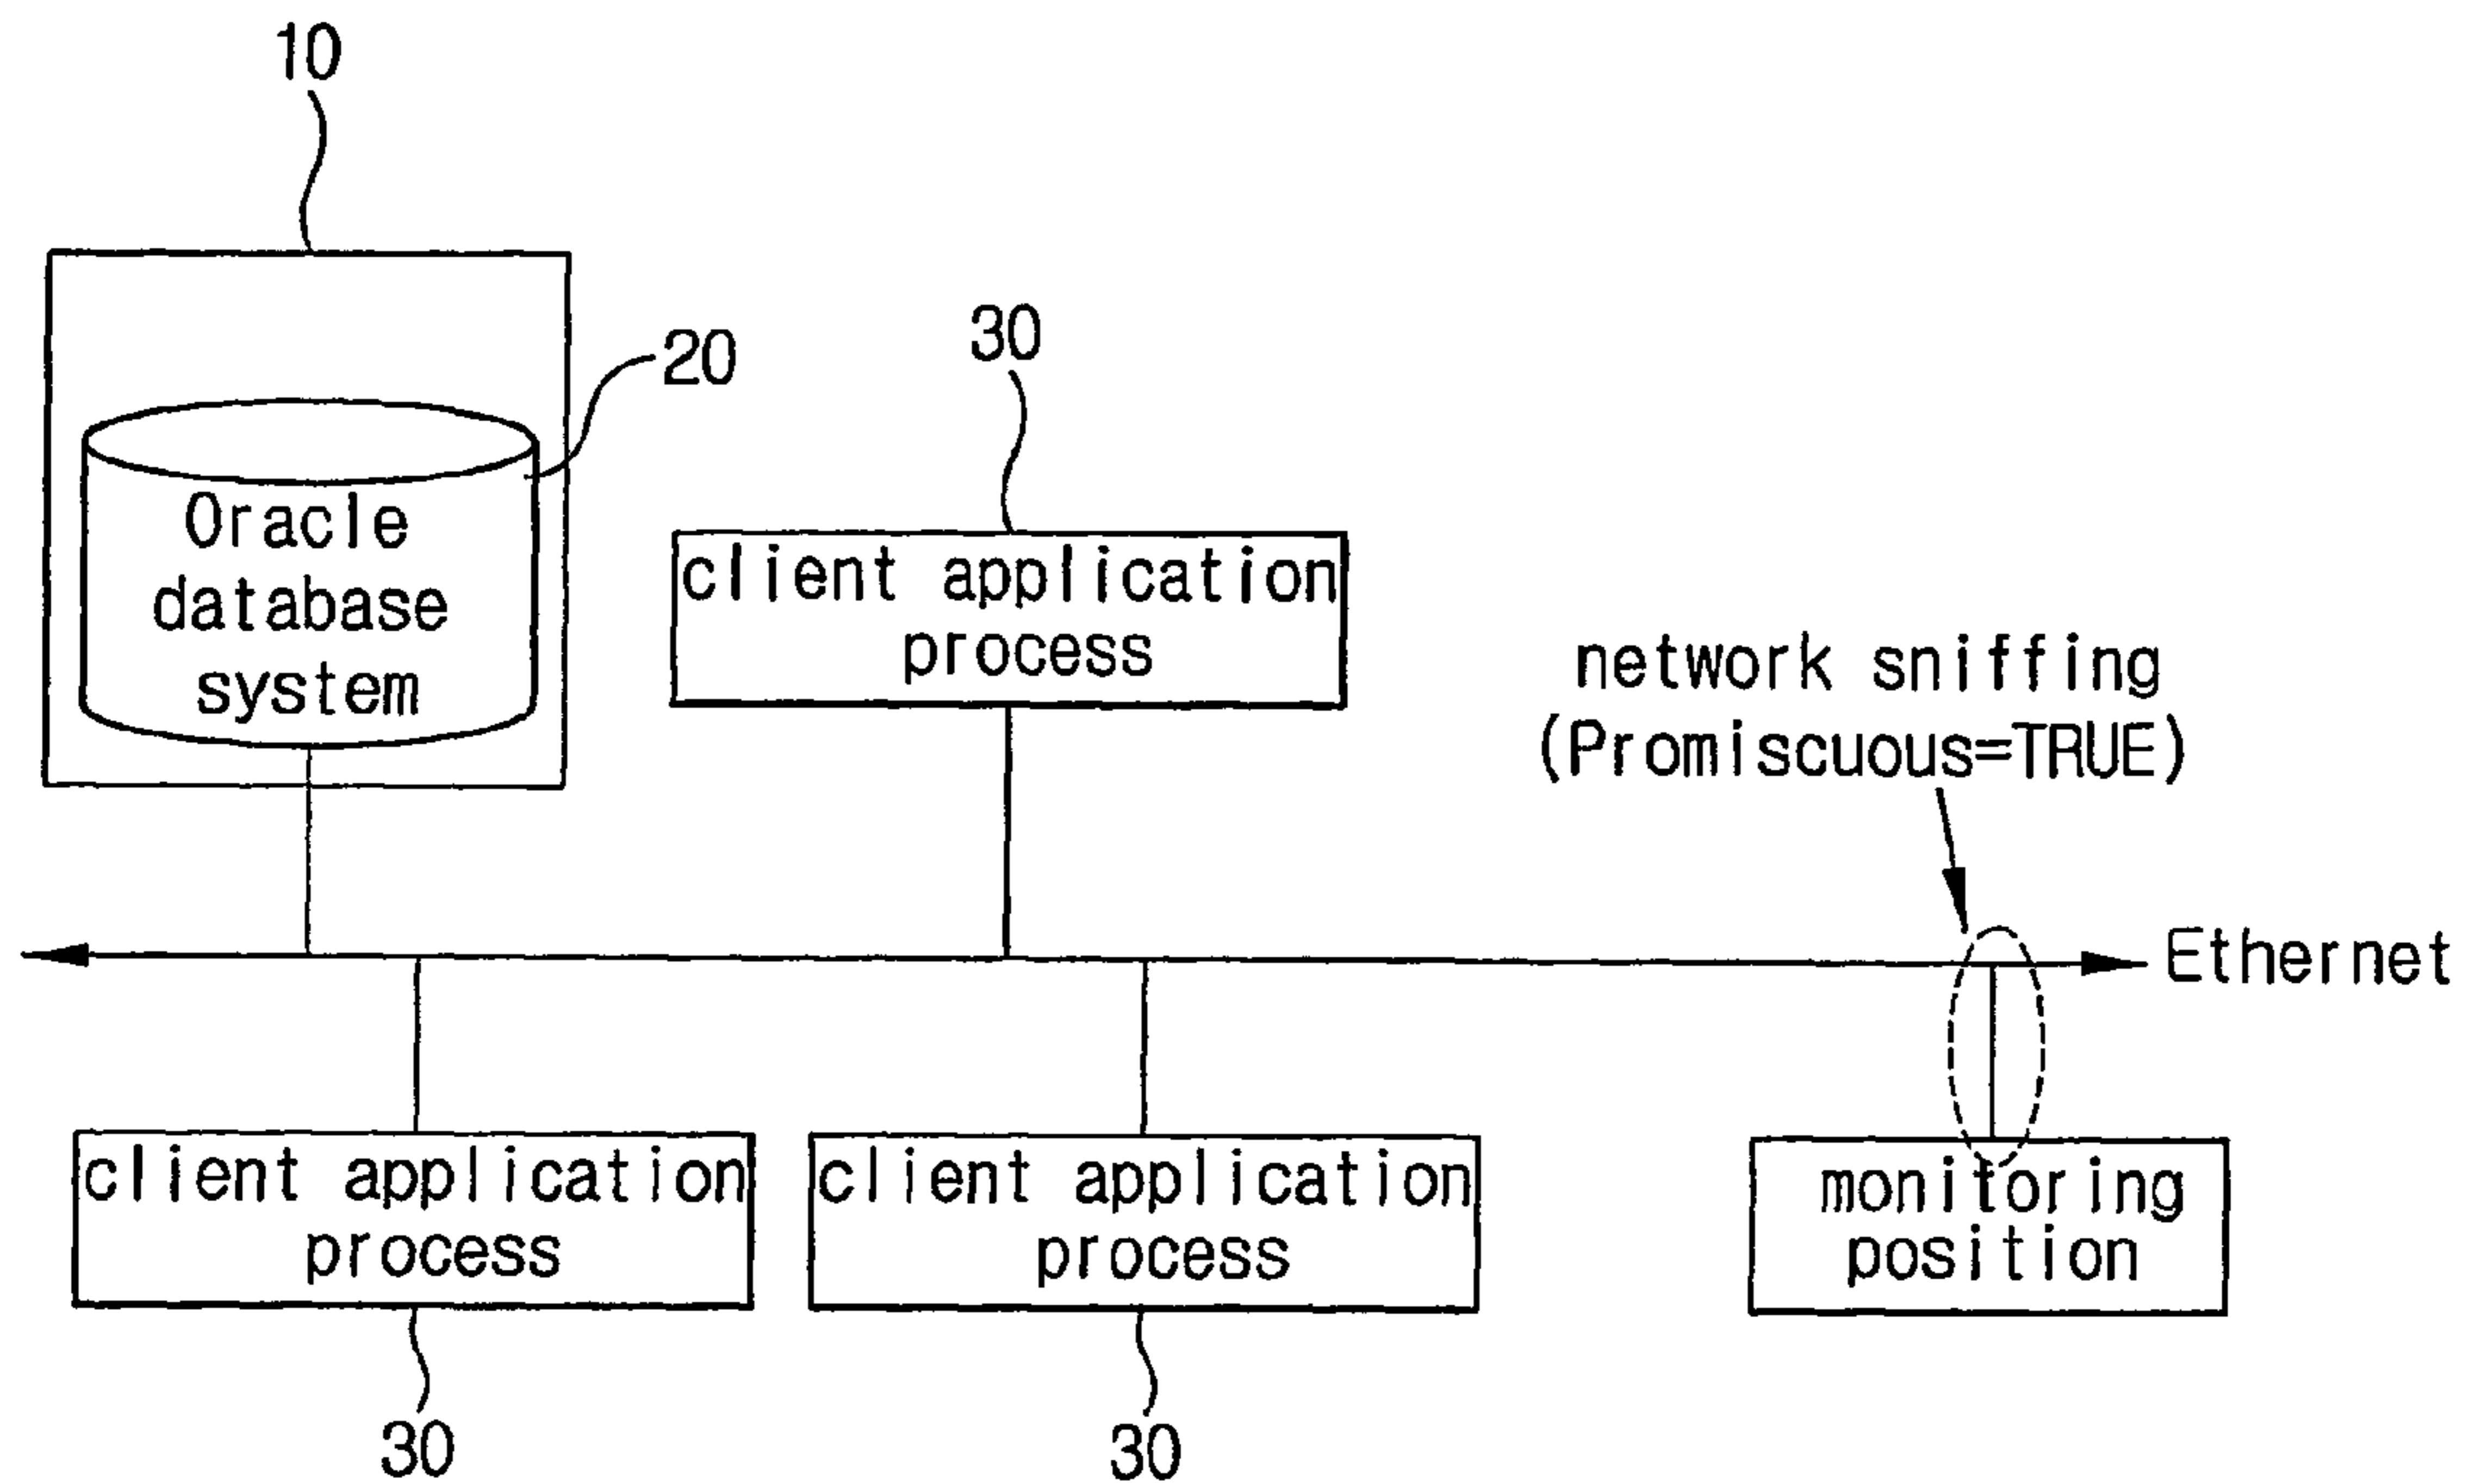 10
20
30
Oracle
database
system
client application
process
network sniffing
(Promiscuous=TRUE)
Ethernet
client application
process
client application
process
monitoring
position
30
30